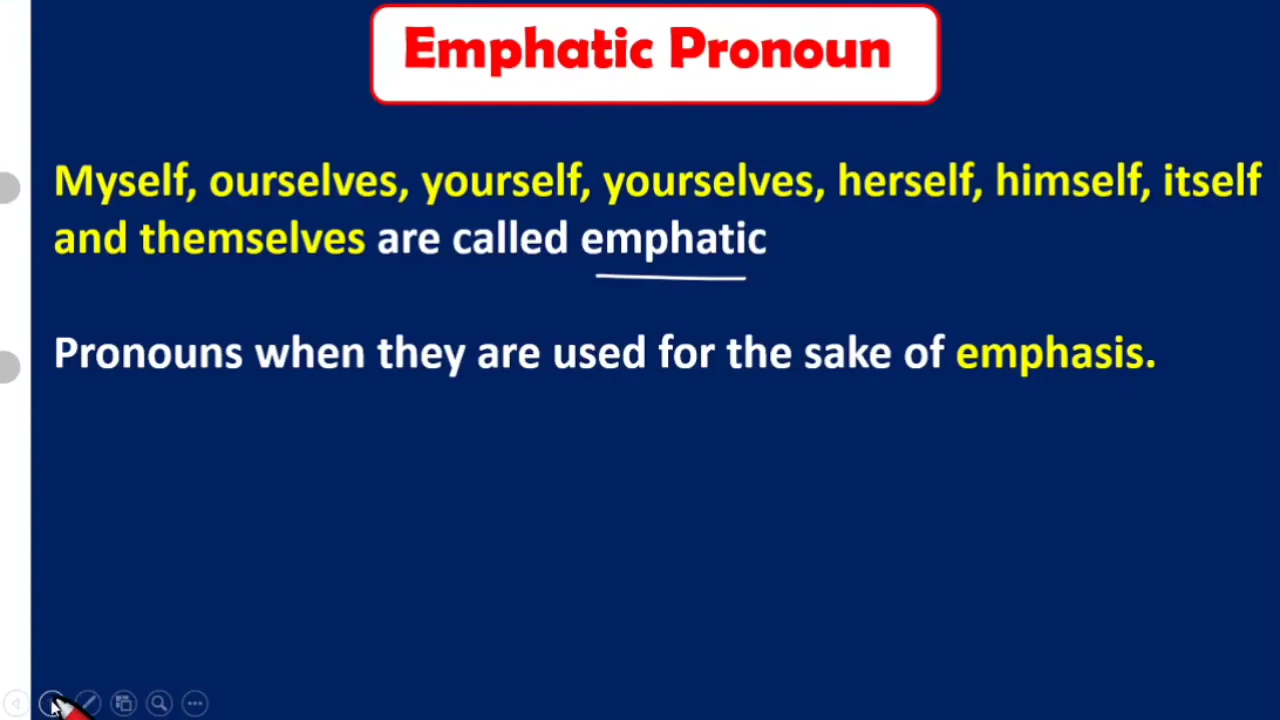 Emphatic Pronoun
Myself, ourselves, yourself, yourselves, herself, himself, itself
and themselves are called emphatic
Pronouns when they are used for the sake of emphasis.